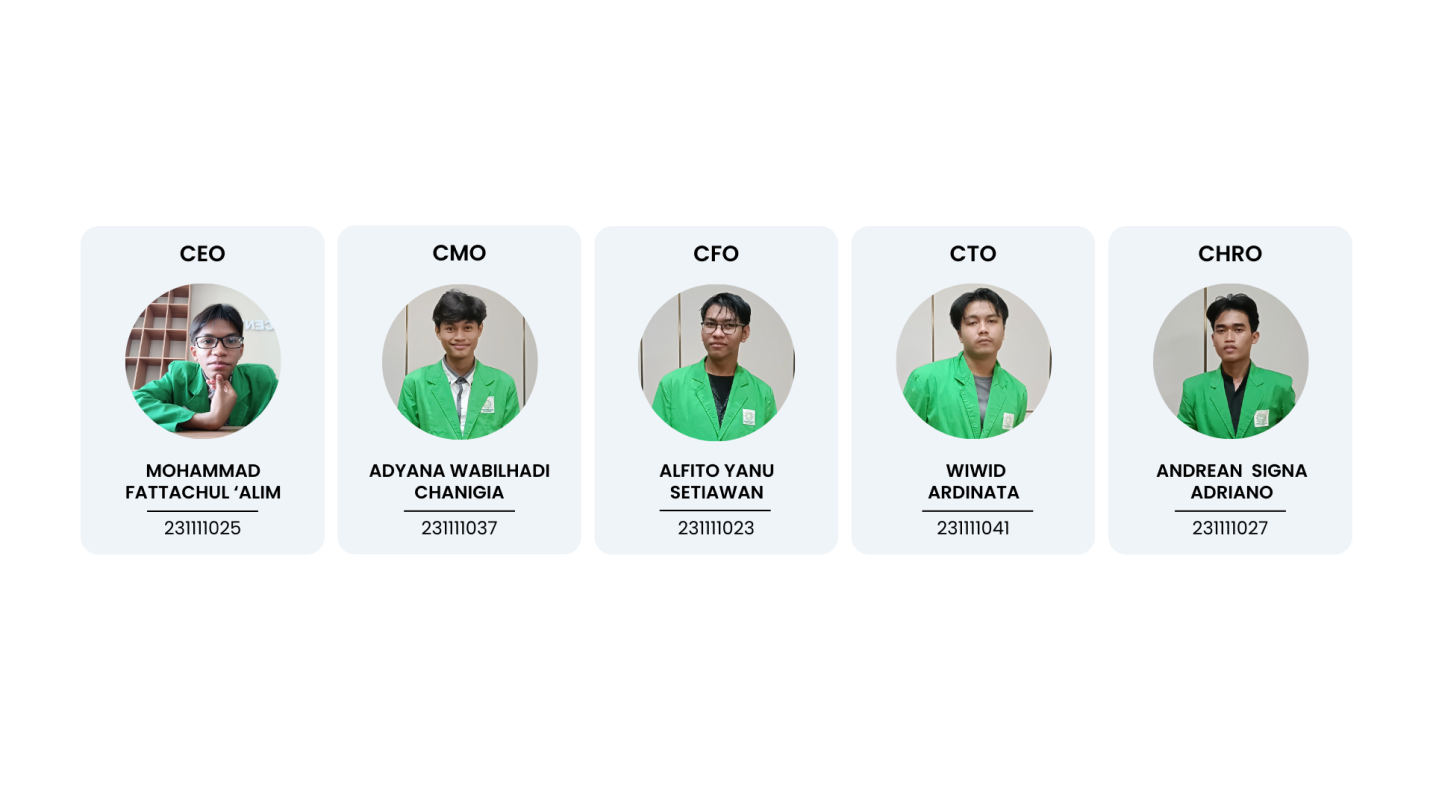 CEO
MOHAMMAD
FATTACHUL ‘ALIM
231111025
CMO
ADYANA WABILHADI
CHANIGIA
231111037
CFO
ALFITO YANU
SETIAWAN
231111023
CTO
WIWID
ARDINATA
231111041
CHRO
ANDREAN  SIGNA
ADRIANO
231111027